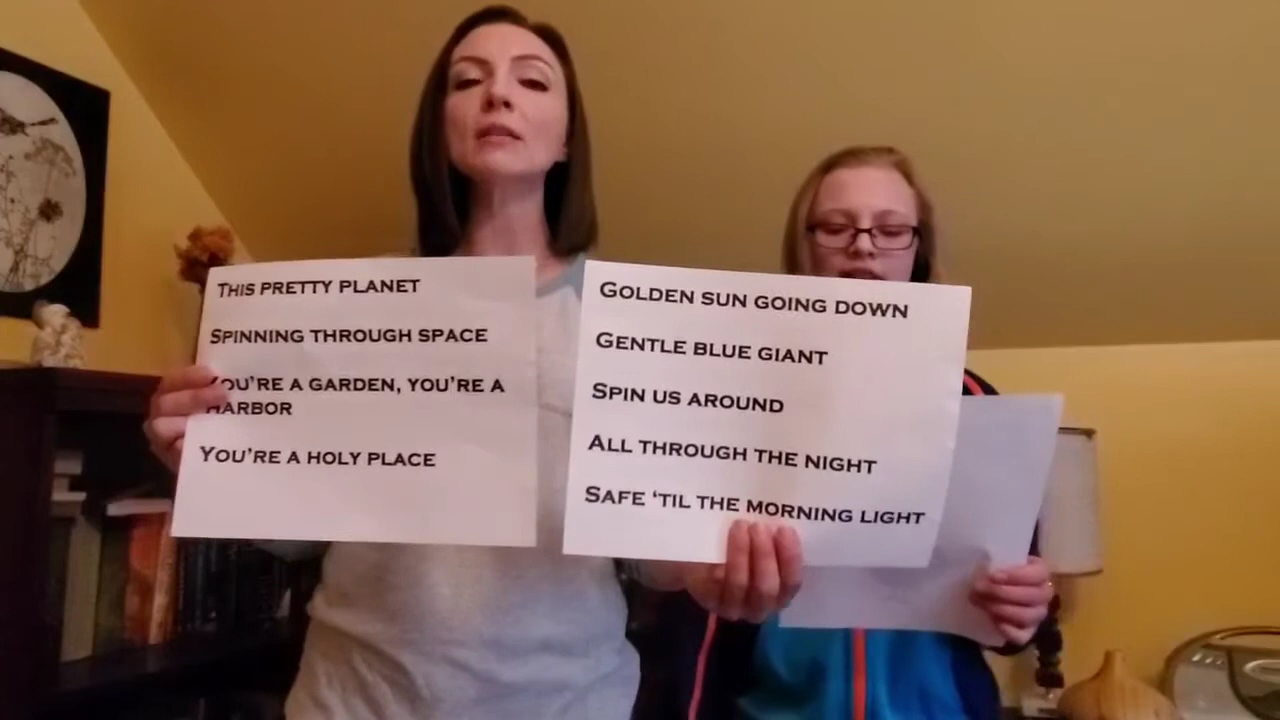 THIS PRETTY PLANET
SPINNING THROUGH SPACE
YOU'RE A GARDEN, YOU'RE A
HARBOR
YOU'RE A HOLY PLACE
GOLDEN SUN GOING DOWN
GENTLE BLUE GIANT
SPIN US AROUND
ALL THROUGH THE NIGHT
SAFE 'TIL THE MORNING LIGHT